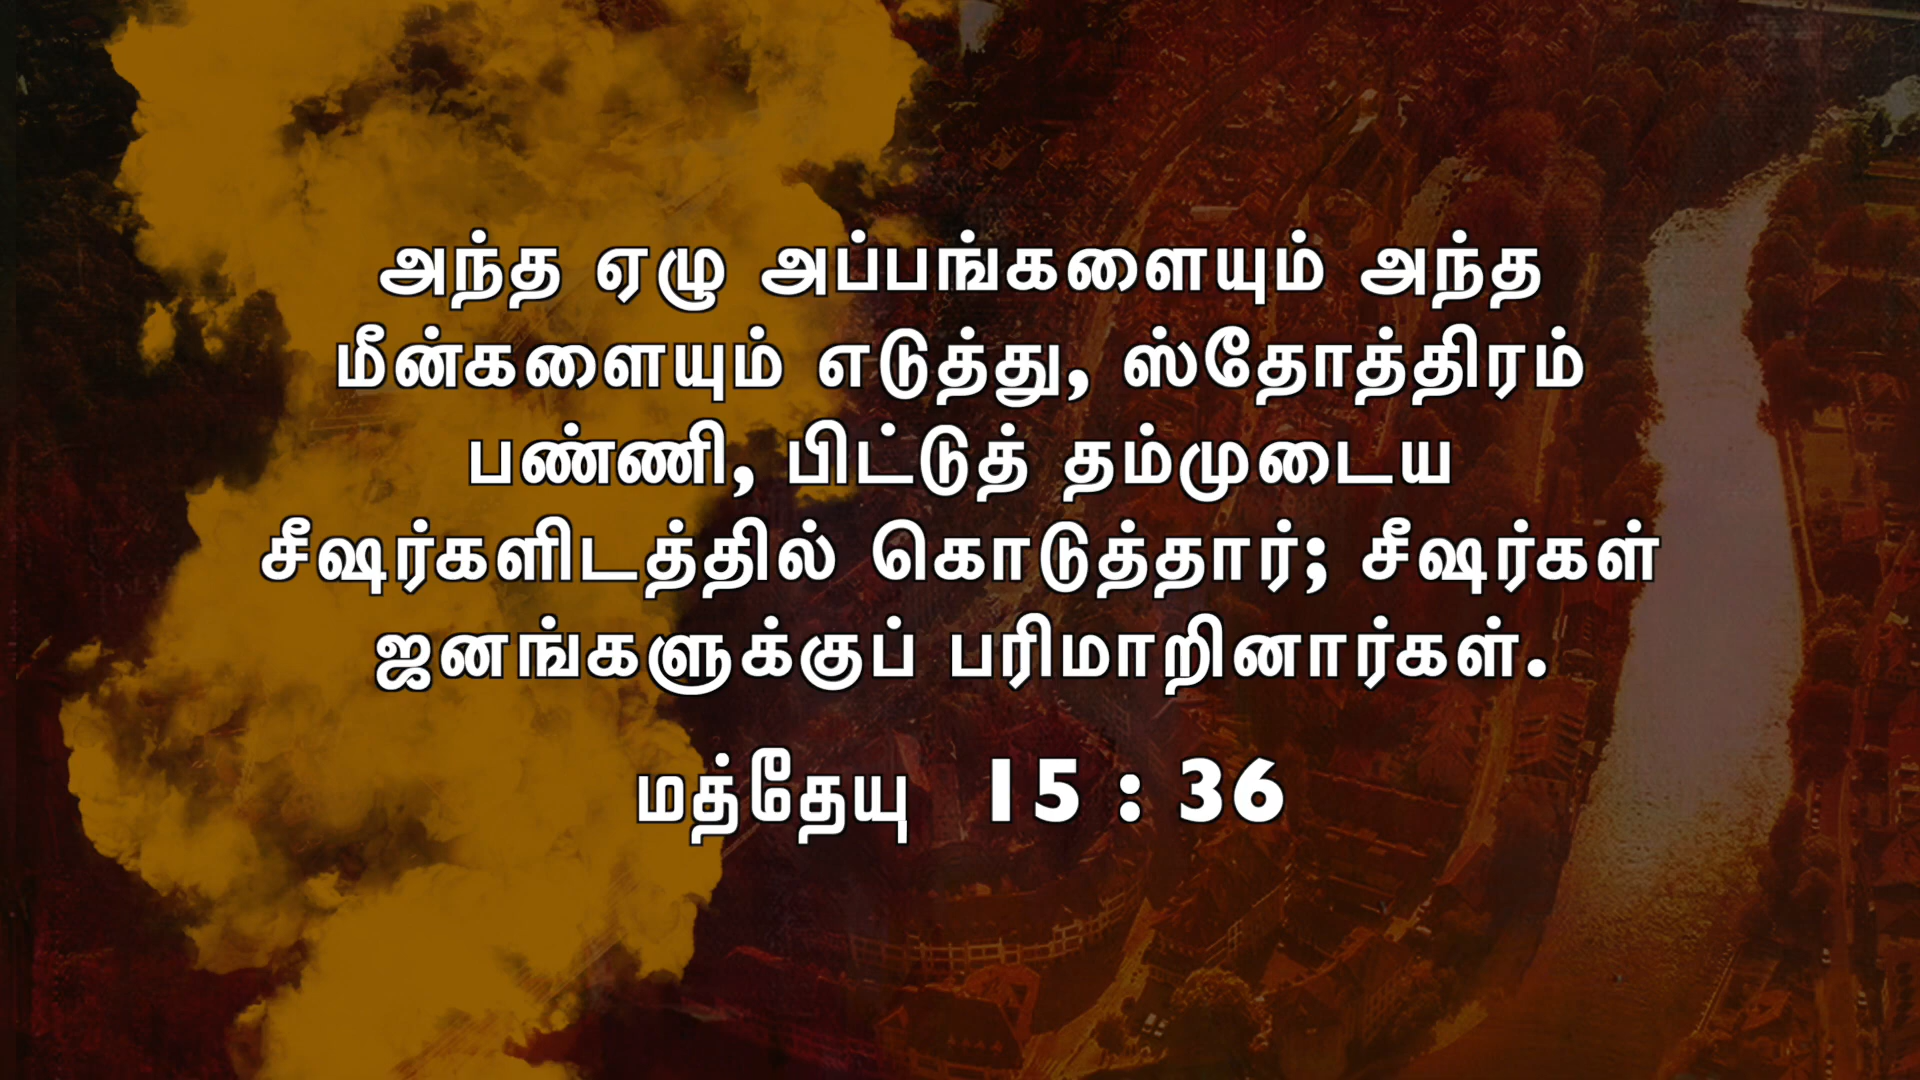 அந்த ஏழு அப்பங்களையும் அந்த
மீன்களையும் எடுத்து, ஸ்தோத்திரம்
பண்ணி, பிட்டுத் தம்முடைய
சீஷர்களிடத்தில் கொடுத்தார்; சீஷர்கள்
ஜனங்களுக்குப் பரிமாறினார்கள்.
மத்தேயு 15 : 36